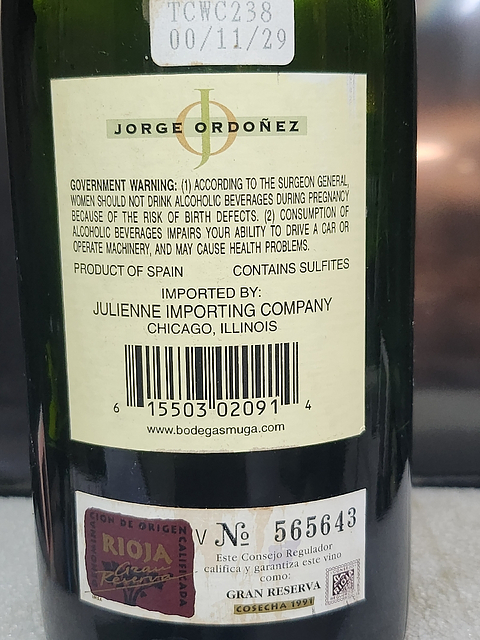 TCWC238
00/11/29
JORGE ORDOÑEZ
GOVERNMENT WARNING: (1) ACCORDING TO THE SURGEON GENERAL,
WOMEN SHOULD NOT DRINK ALCOHOLIC BEVERAGES DURING PREGNANCY
BECAUSE OF THE RISK OF BIRTH DEFECTS. (2) CONSUMPTION OF
ALCOHOLIC BEVERAGES IMPAIRS YOUR ABILITY TO DRIVE A CAR OR
OPERATE MACHINERY, AND MAY CAUSE HEALTH PROBLEMS.
PRODUCT OF SPAIN CONTAINS SULFITES
IMPORTED BY:
JULIENNE IMPORTING COMPANY
CHICAGO, ILLINOIS
6 15503 02091 4
www.bodegasmuga.com
DENOMINACION DE ORIGEN CALIFICADA
RIOJA
Gran
Reserva
V Nº 565643
Este Consejo Regulador
califica y garantiza este vino
como:
GRAN RESERVA
COSECHA 1991